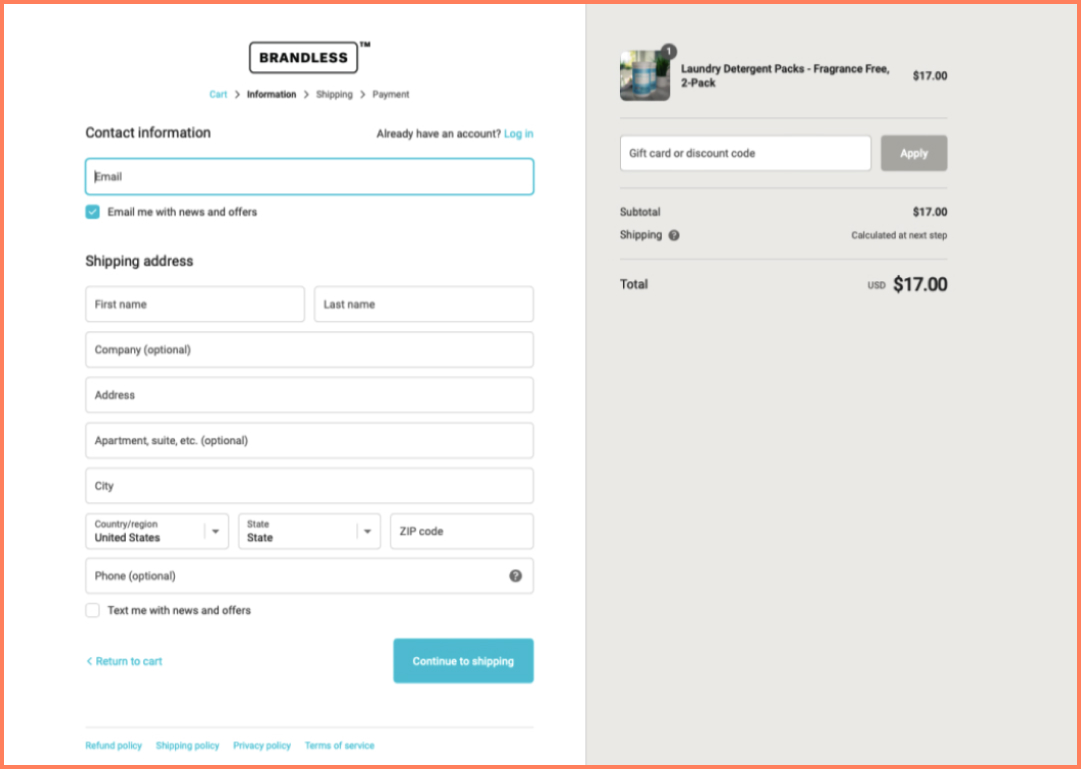 BRANDLESS™
Cart > Information > Shipping > Payment
Contact information
Already have an account? Log in
Email
Email me with news and offers
Shipping address
First name
Last name
Company (optional)
Address
Apartment, suite, etc. (optional)
City
Country/region
United States
State
State
ZIP code
Phone (optional)
?
Text me with news and offers
< Return to cart
Continue to shipping
Refund policy
Shipping policy
Privacy policy
Terms of service
1
Laundry Detergent Packs - Fragrance Free,
2-Pack
$17.00
Gift card or discount code
Apply
Subtotal
$17.00
Shipping ?
Calculated at next step
Total
USD $17.00